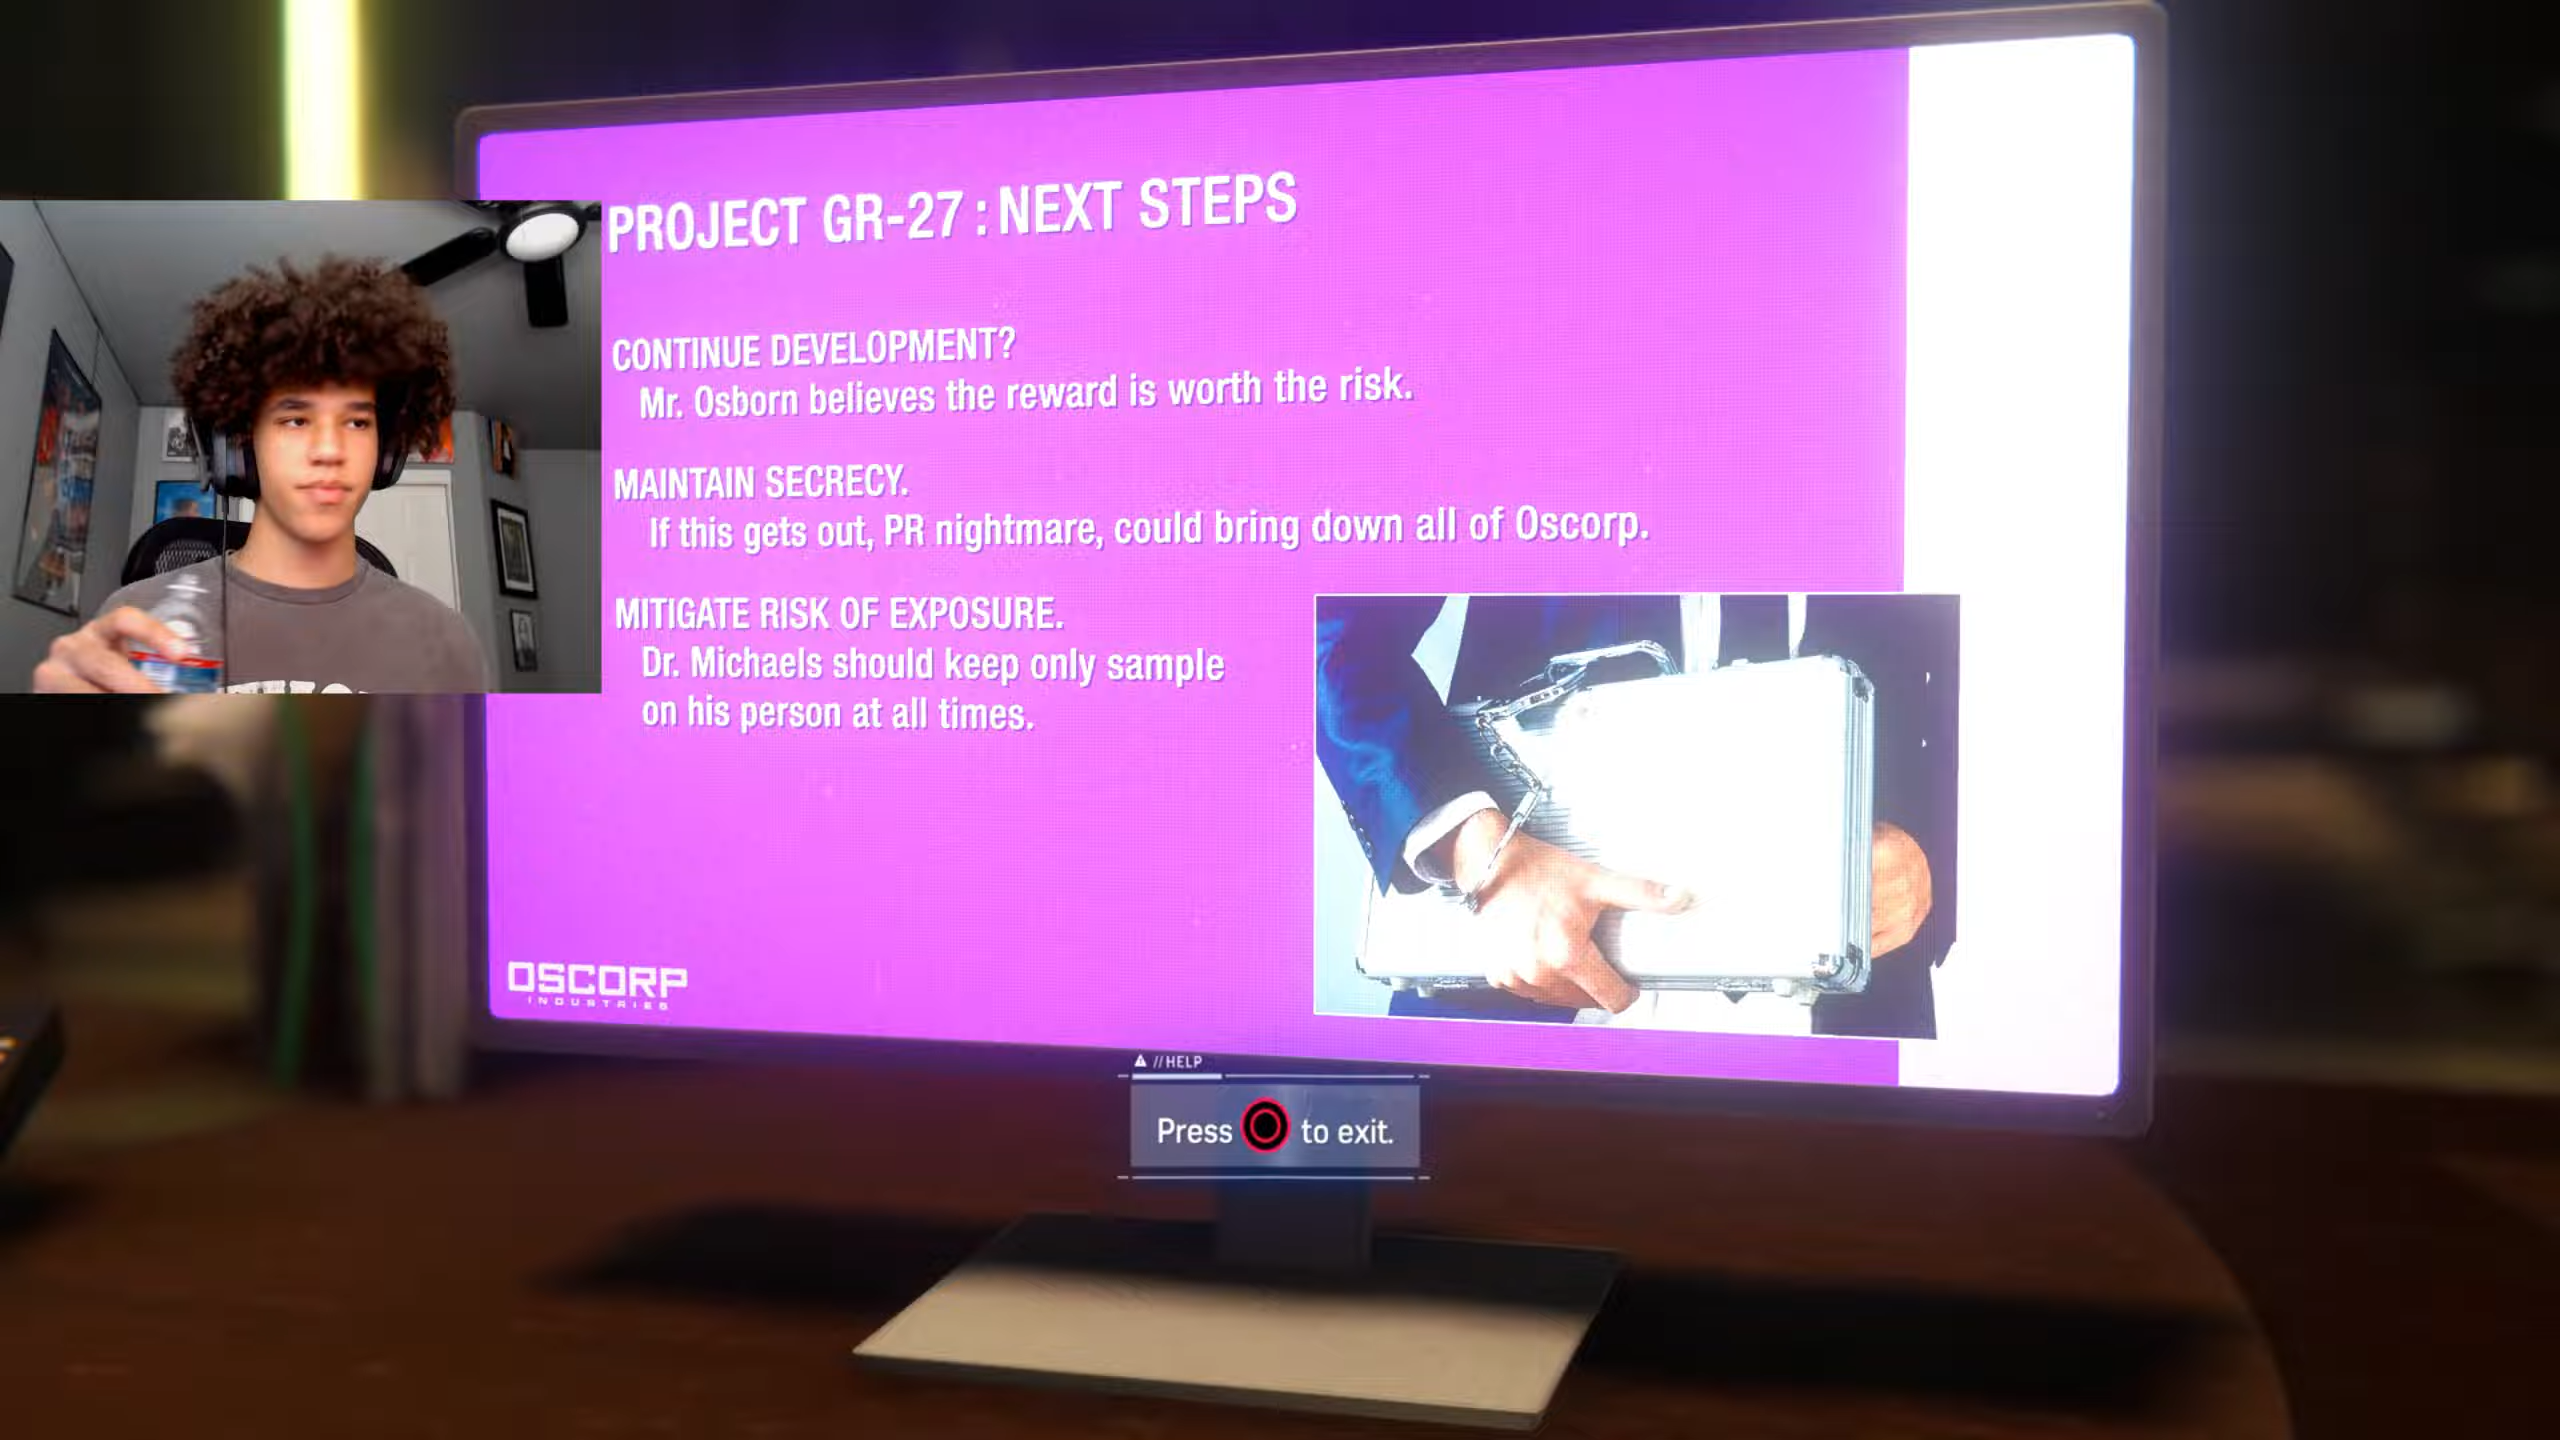 PROJECT GR-27 : NEXT STEPS
CONTINUE DEVELOPMENT?
Mr. Osborn believes the reward is worth the risk.
MAINTAIN SECRECY.
If this gets out, PR nightmare, could bring down all of Oscorp.
MITIGATE RISK OF EXPOSURE.
Dr. Michaels should keep only sample
on his person at all times.
OSCORP
INDUSTRIES
//HELP
Press to exit.